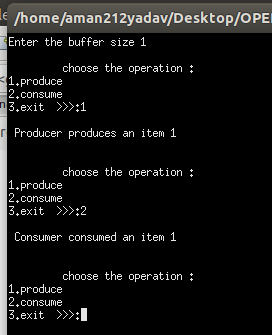 /home/aman212yadav/Desktop/OPE
Enter the buffer size 1
choose the operation :
1.produce
2.consume
3.exit >>>:1
Producer produces an item 1
choose the operation :
1.produce
2.consume
3.exit >>>:2
Consumer consumed an item 1
choose the operation :
1.produce
2.consume
3.exit >>>: